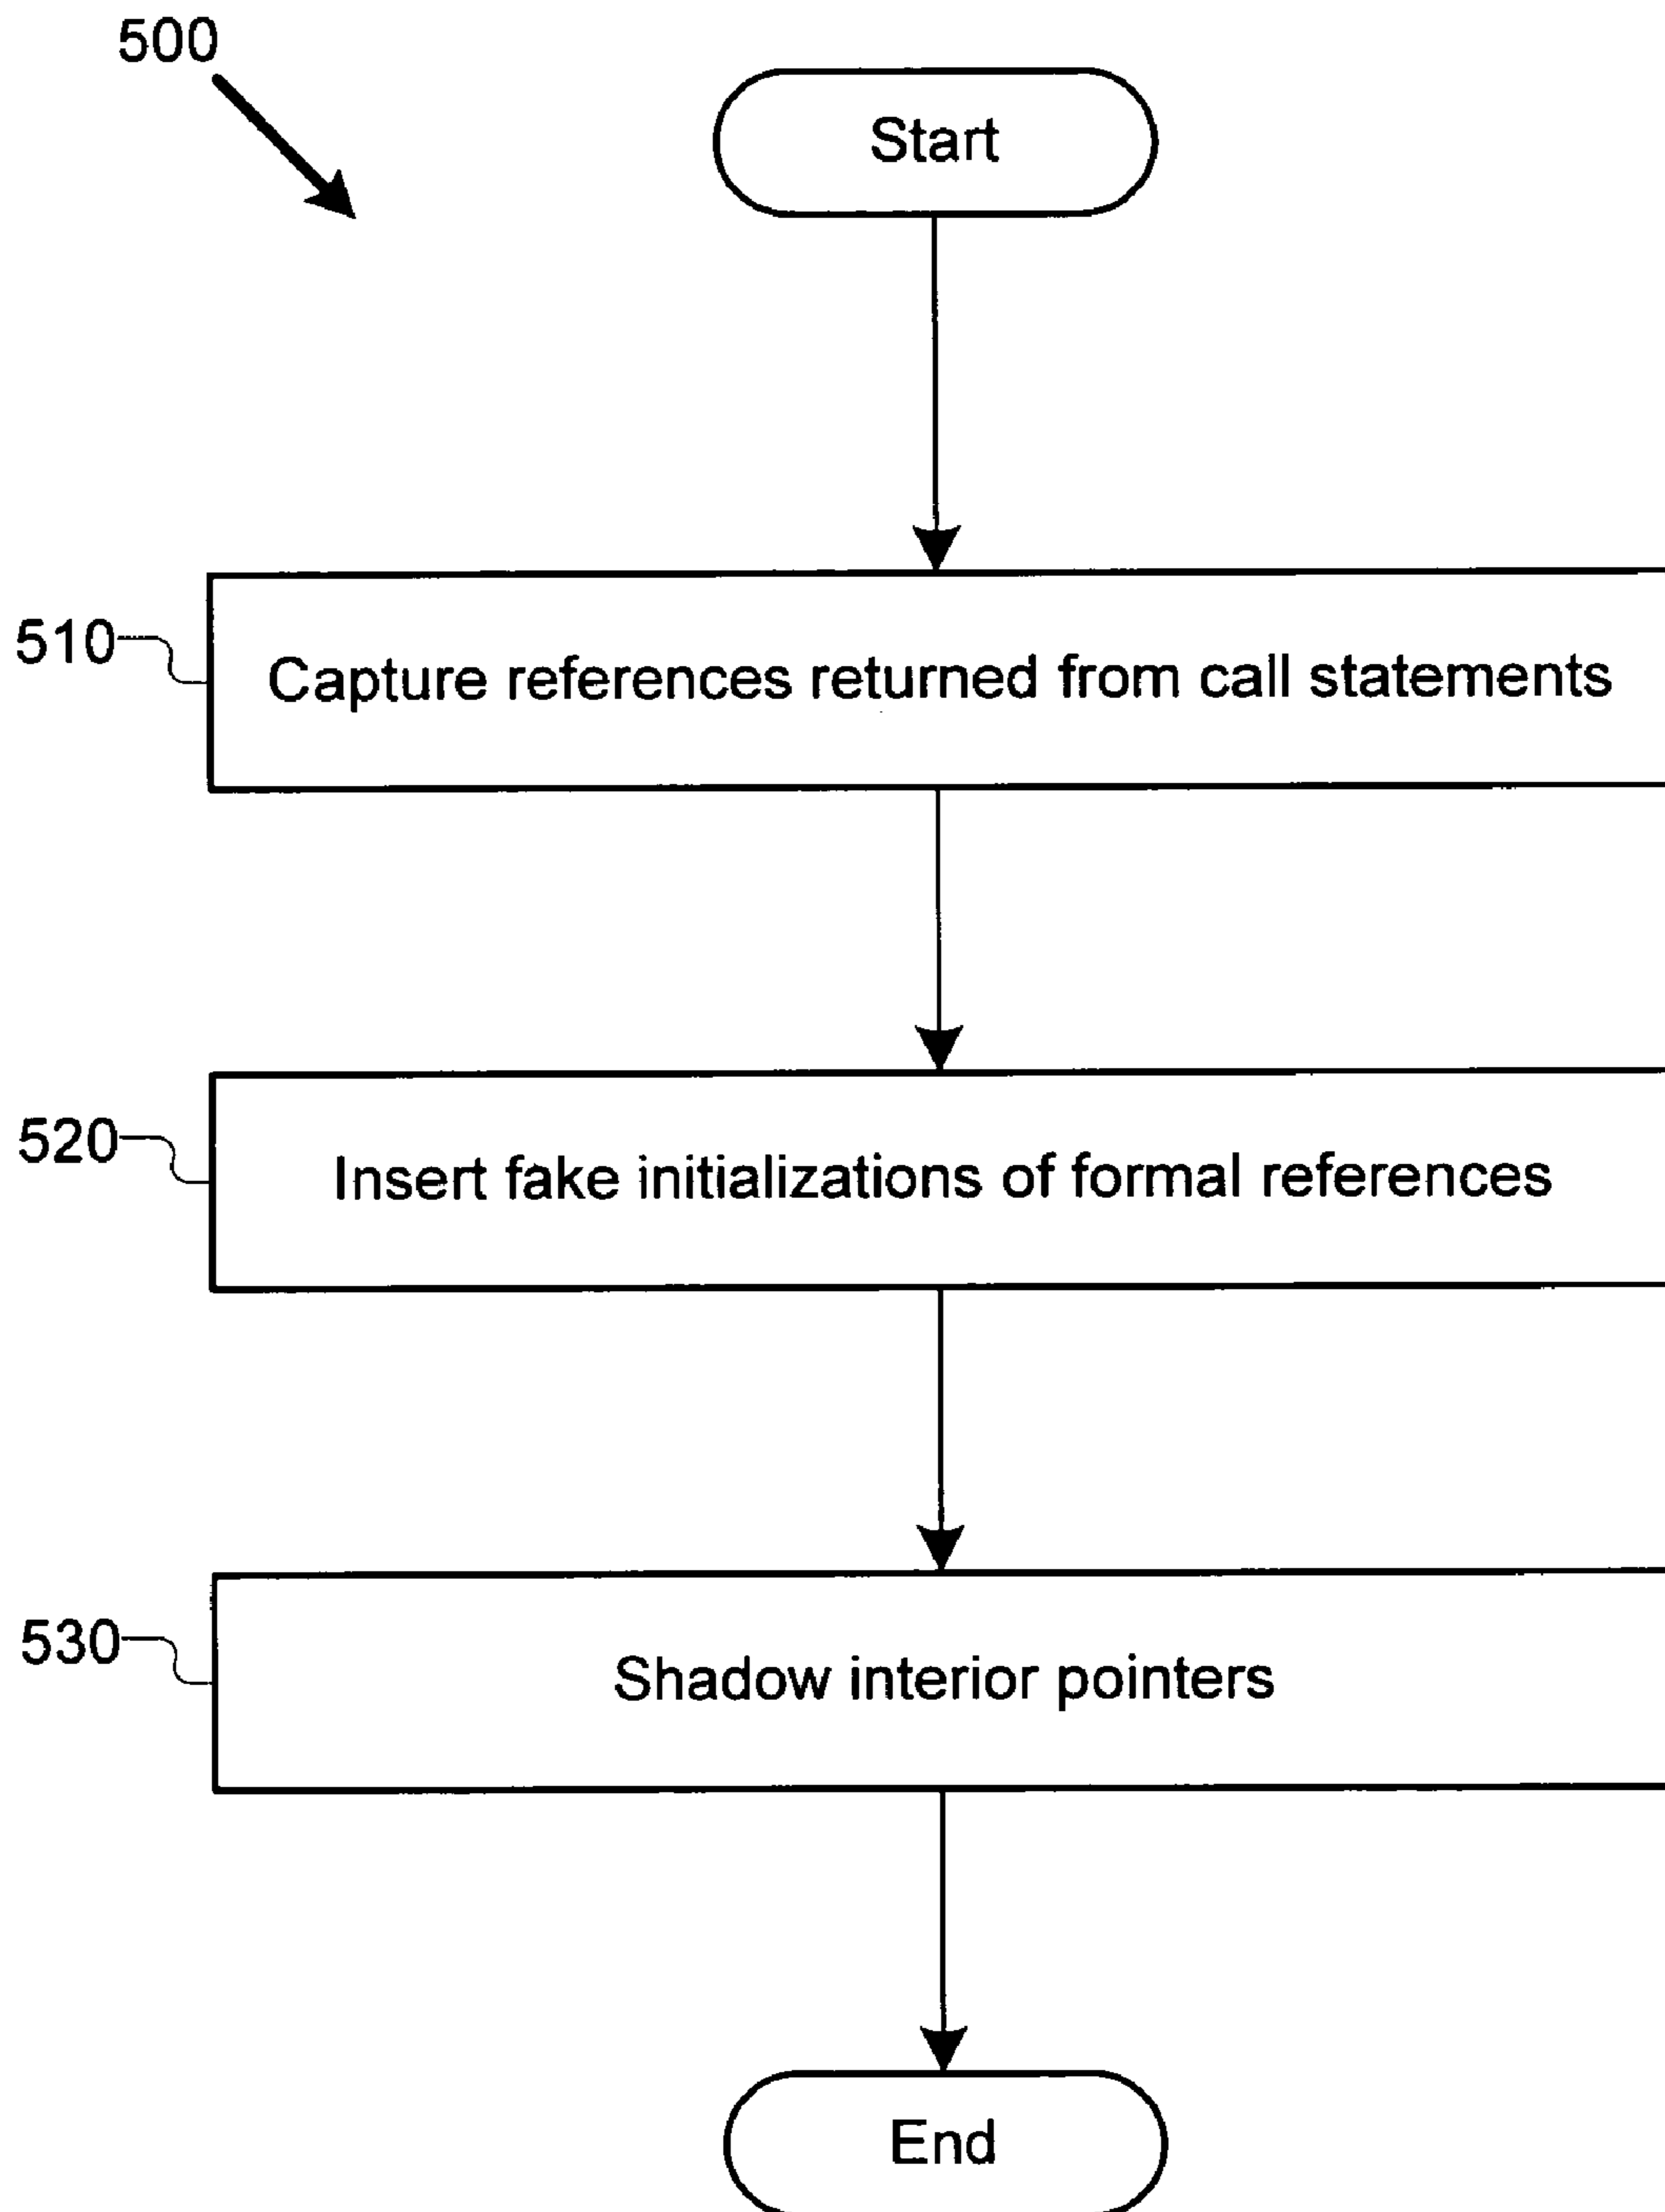 500
Start
510
Capture references returned from call statements
520
Insert fake initializations of formal references
530
Shadow interior pointers
End